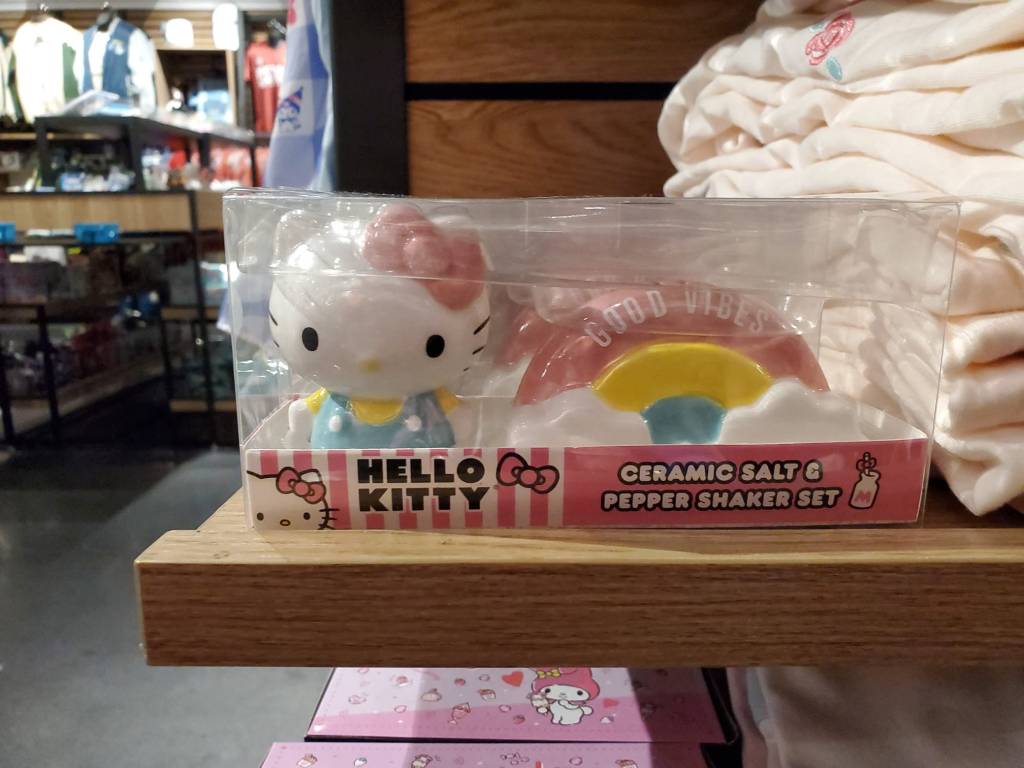 GOOD VIBES
HELLO
KITTY
CERAMIC SALT &
PEPPER SHAKER SET
M